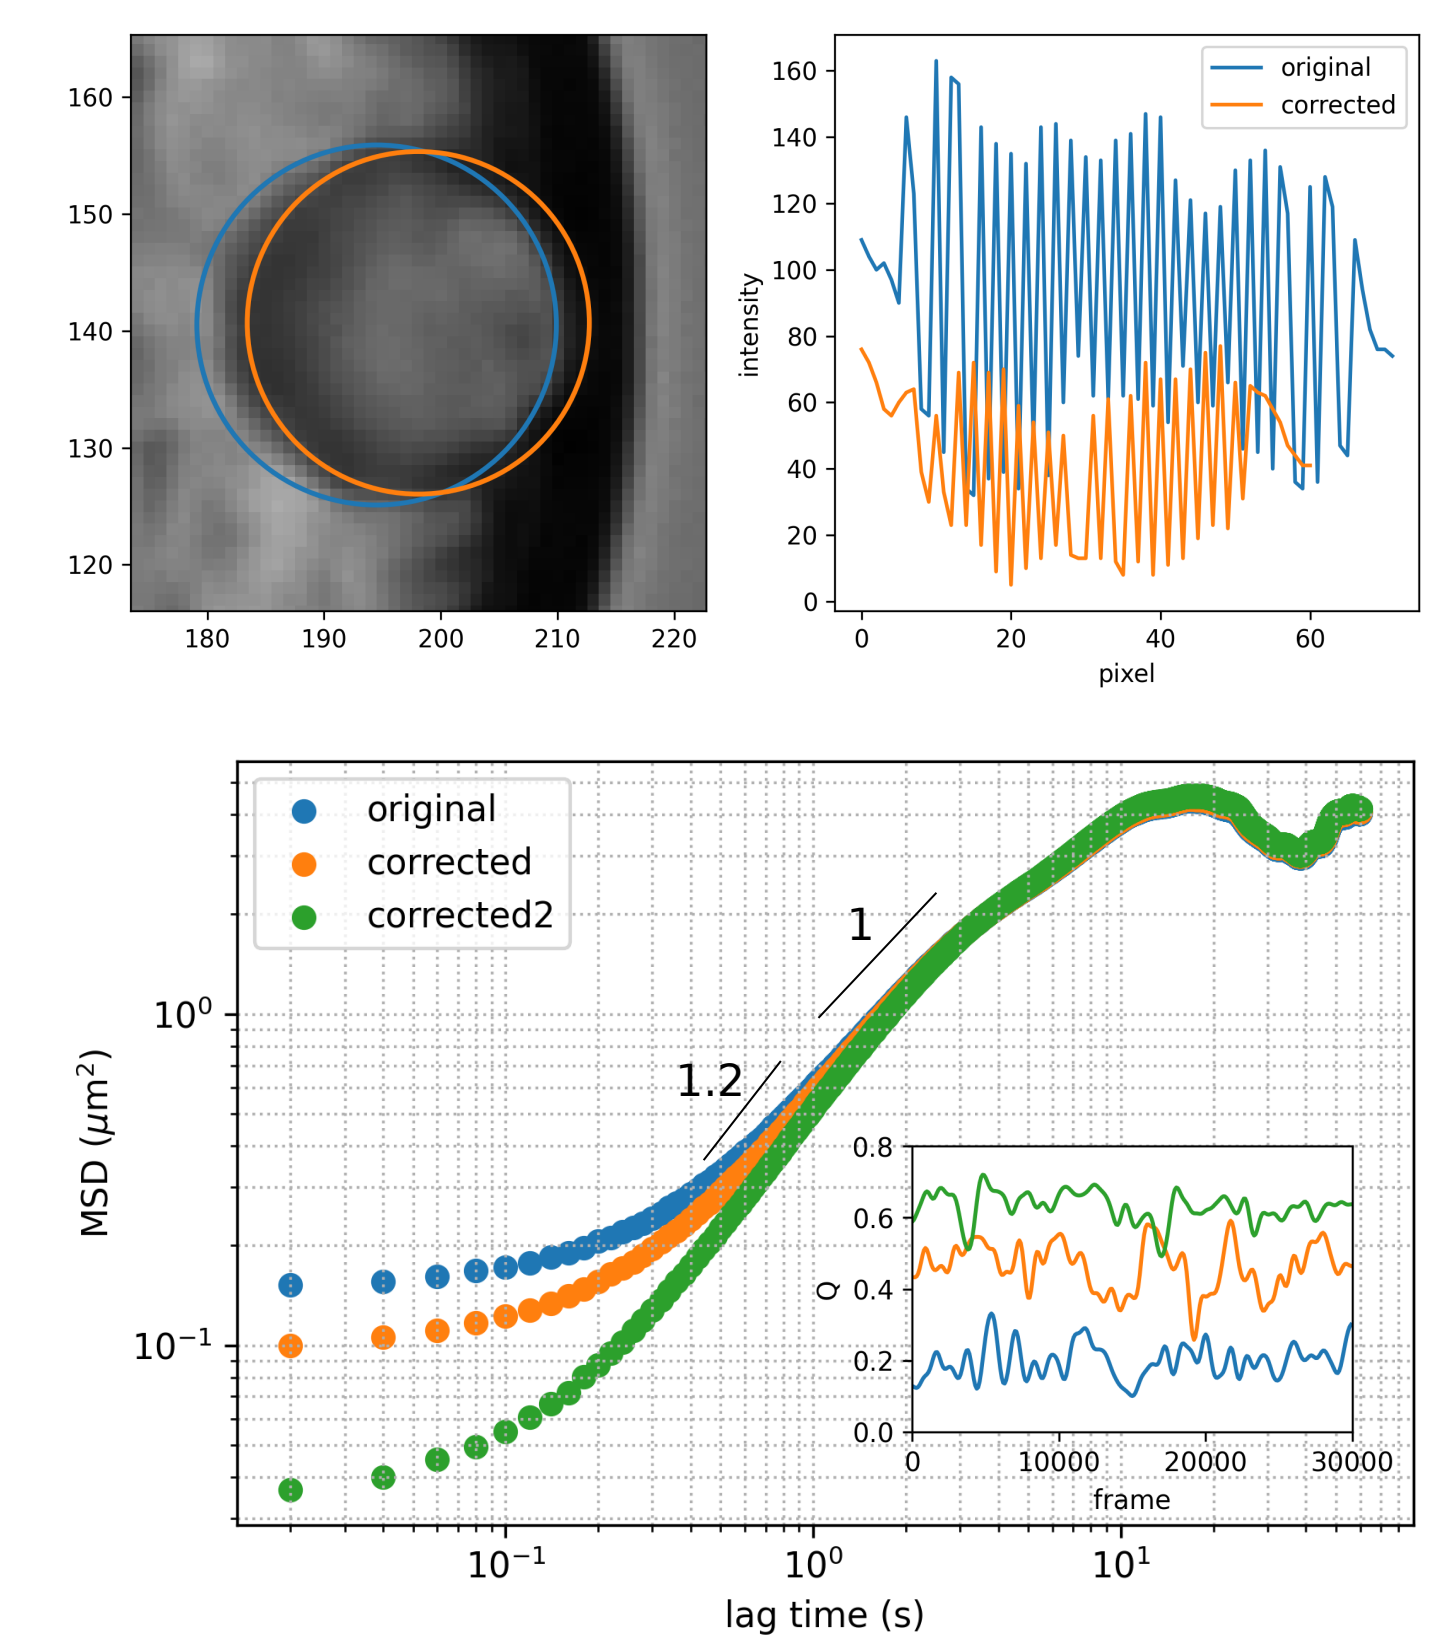 160
150
140
130
120
180 190 200 210 220
160
140
120
100
80
60
40
20
0
intensity
0 20 40 60
pixel
original
corrected
original
corrected
corrected2
MSD (μm²)
10⁰
10⁻¹
10⁻¹ 10⁰ 10¹
lag time (s)
1
1.2
0.8
0.6
0.4
0.2
0.0
Q
0 10000 20000 30000
frame